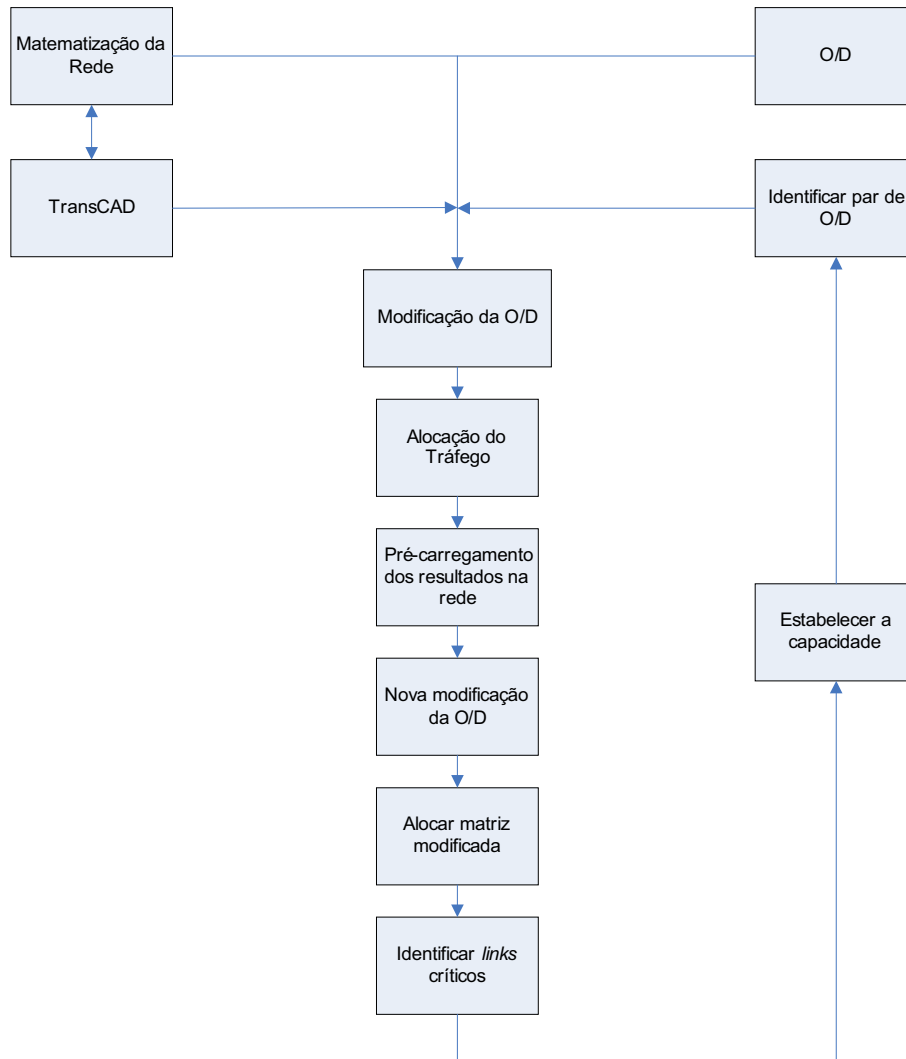 Matematização da
Rede
O/D
TransCAD
Identificar par de
O/D
Modificação da O/D
Alocação do
Tráfego
Pré-carregamento
dos resultados na
rede
Estabelecer a
capacidade
Nova modificação
da O/D
Alocar matriz
modificada
Identificar links
críticos